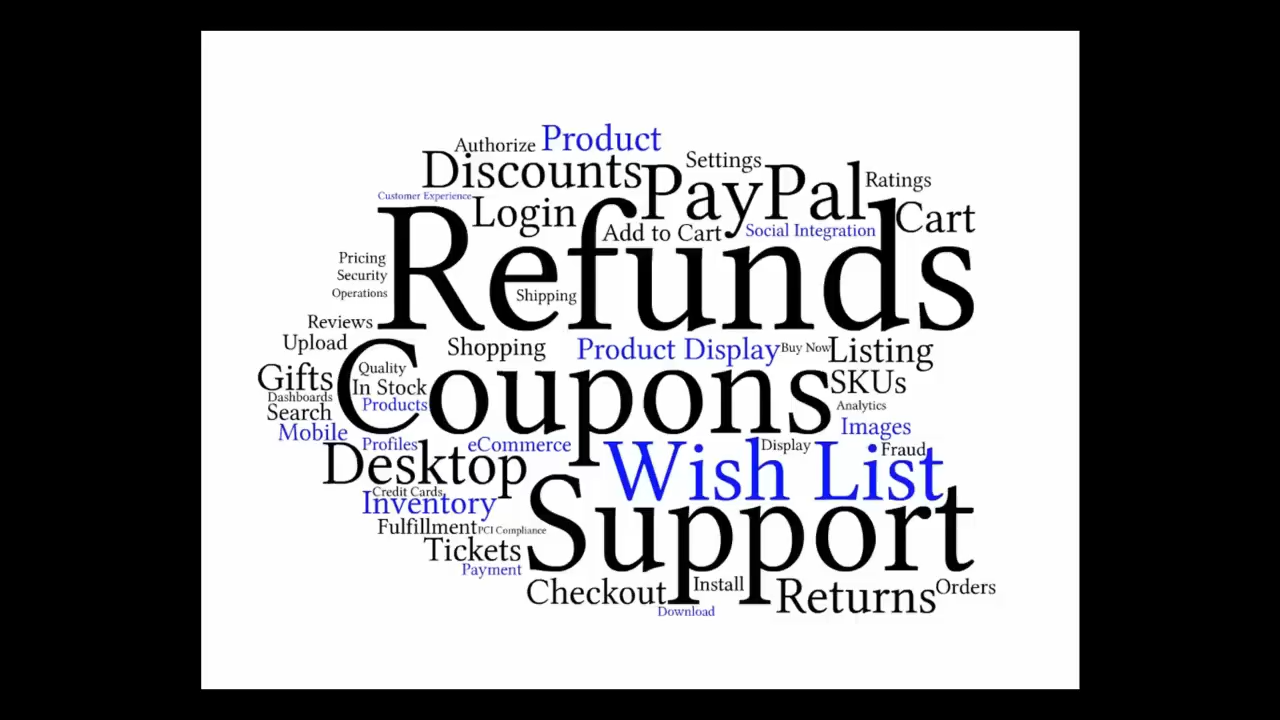 Authorize
Product
Discounts
Settings
PayPal
Ratings
Customer Experience
Login
Add to Cart
Social Integration
Cart
Refunds
Pricing
Security
Operations
Shipping
Reviews
Upload
Shopping
Product Display
Buy Now
Listing
Gifts
Quality
In Stock
Coupons
SKUs
Dashboards
Search
Products
Analytics
Mobile
Images
Profiles
eCommerce
Display
Fraud
Desktop
Wish List
Credit Cards
Inventory
Support
Fulfillment
PCI Compliance
Tickets
Payment
Checkout
Install
Returns
Orders
Download